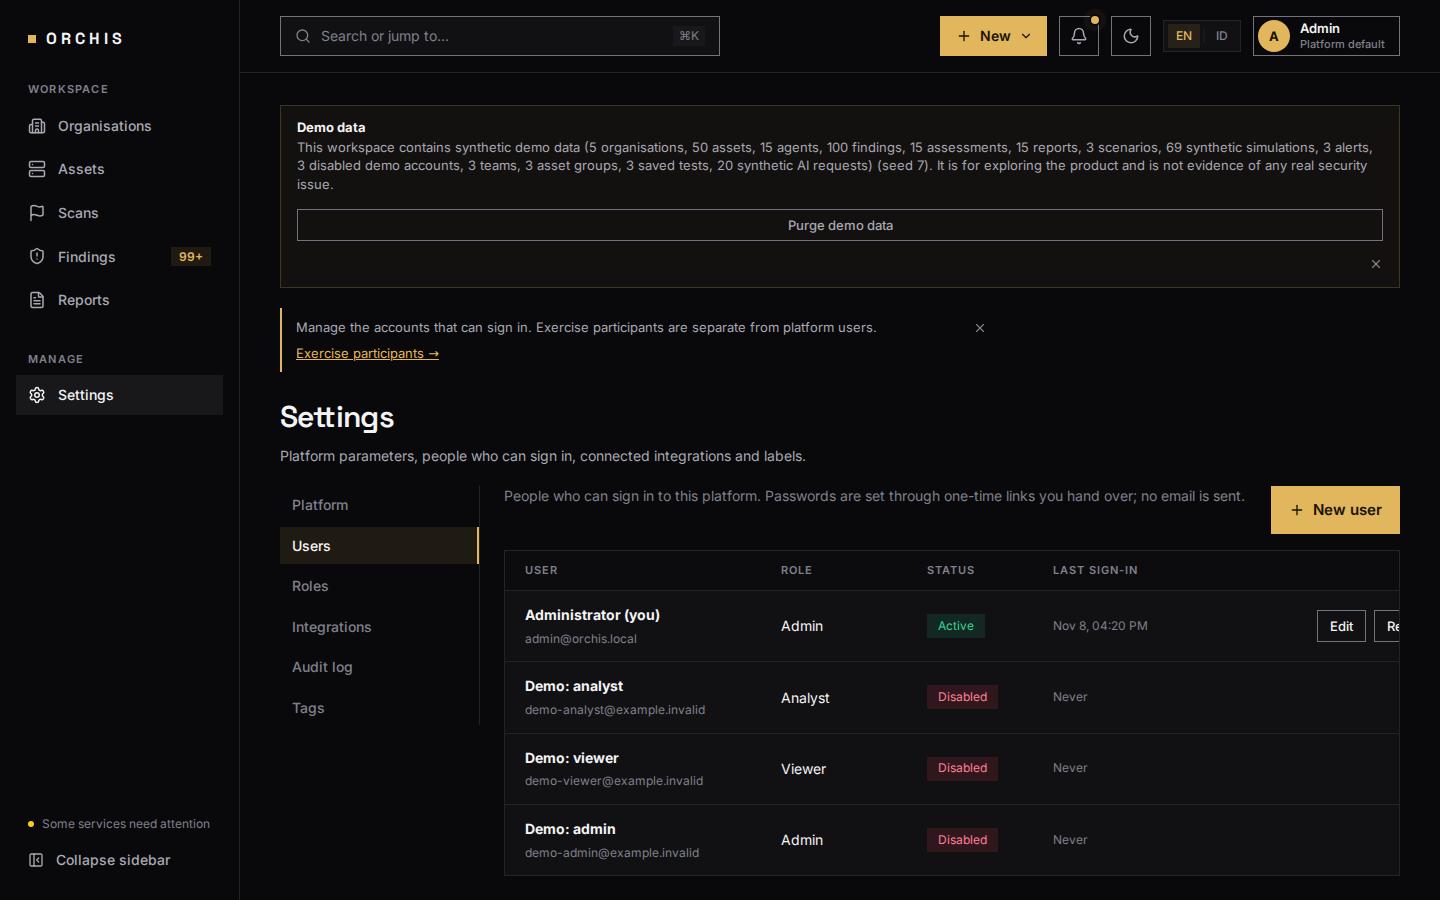 ORCHIS
Search or jump to...
⌘K
New
EN
ID
A
Admin
Platform default
WORKSPACE
Organisations
Assets
Scans
Findings
99+
Reports
MANAGE
Settings
Some services need attention
Collapse sidebar
Demo data
This workspace contains synthetic demo data (5 organisations, 50 assets, 15 agents, 100 findings, 15 assessments, 15 reports, 3 scenarios, 69 synthetic simulations, 3 alerts,
3 disabled demo accounts, 3 teams, 3 asset groups, 3 saved tests, 20 synthetic AI requests) (seed 7). It is for exploring the product and is not evidence of any real security
issue.
Purge demo data
Manage the accounts that can sign in. Exercise participants are separate from platform users.
Exercise participants →
Settings
Platform parameters, people who can sign in, connected integrations and labels.
Platform
Users
Roles
Integrations
Audit log
Tags
People who can sign in to this platform. Passwords are set through one-time links you hand over; no email is sent.
New user
USER
ROLE
STATUS
LAST SIGN-IN
Administrator (you)
admin@orchis.local
Admin
Active
Nov 8, 04:20 PM
Edit
Demo: analyst
demo-analyst@example.invalid
Analyst
Disabled
Never
Demo: viewer
demo-viewer@example.invalid
Viewer
Disabled
Never
Demo: admin
demo-admin@example.invalid
Admin
Disabled
Never